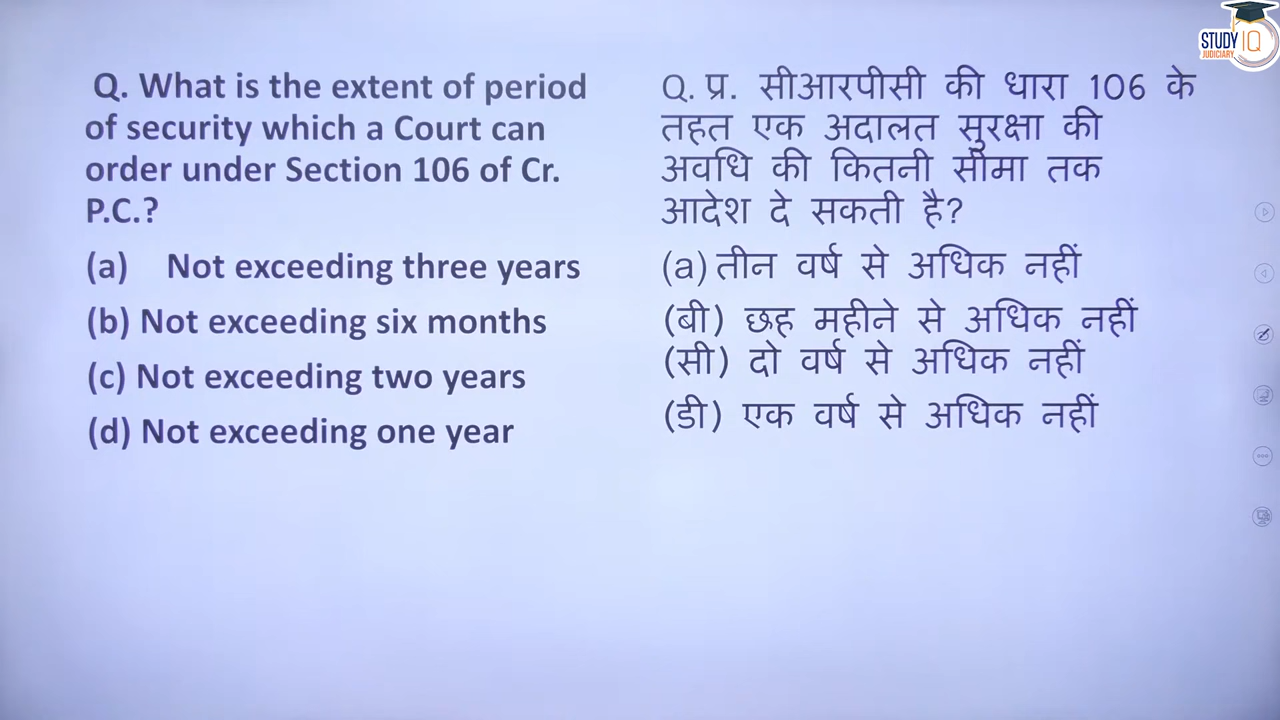 STUDY IQ
JUDICIARY
Q. What is the extent of period
of security which a Court can
order under Section 106 of Cr.
P.C.?
(a) Not exceeding three years
(b) Not exceeding six months
(c) Not exceeding two years
(d) Not exceeding one year
Q. प्र. सीआरपीसी की धारा 106 के
तहत एक अदालत सुरक्षा की
अवधि की कितनी सीमा तक
आदेश दे सकती है?
(a) तीन वर्ष से अधिक नहीं
(बी) छह महीने से अधिक नहीं
(सी) दो वर्ष से अधिक नहीं
(डी) एक वर्ष से अधिक नहीं